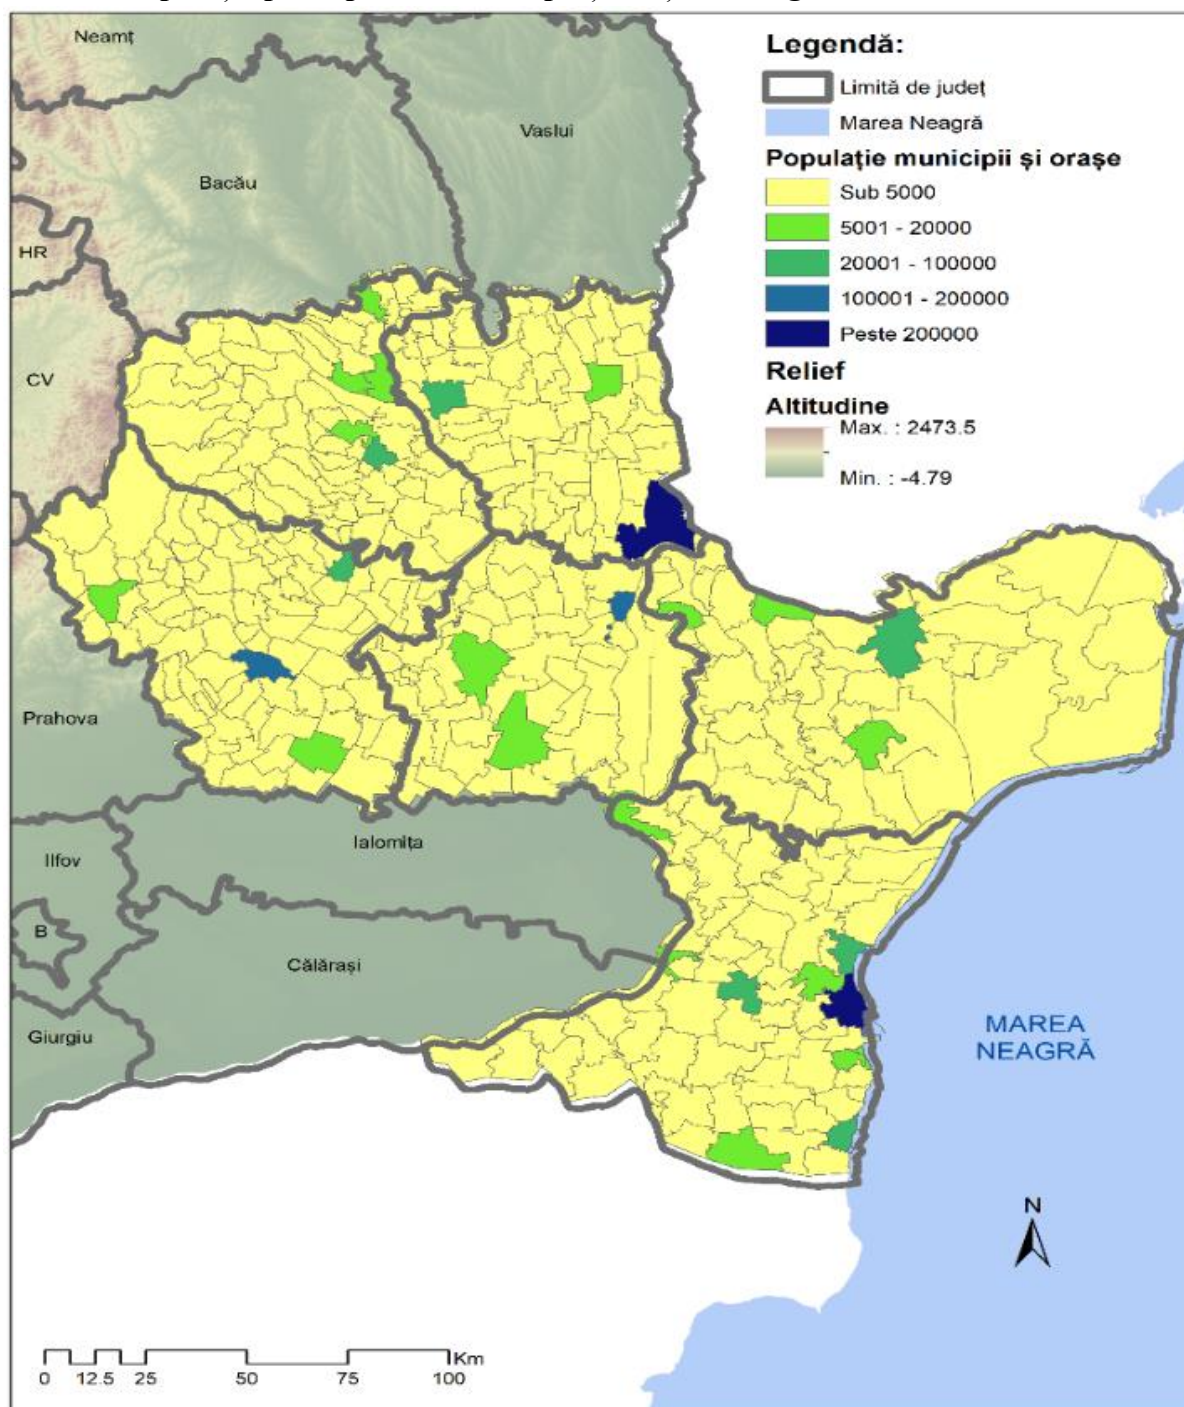 Neamț
Vaslui
Bacău
HR
CV
Prahova
Ialomița
Ilfov
B
Călărași
Giurgiu
Legendă:
Limită de județ
Marea Neagră
Populație municipii și orașe
Sub 5000
5001 - 20000
20001 - 100000
100001 - 200000
Peste 200000
Relief
Altitudine
Max. : 2473.5
Min. : -4.79
MAREA
NEAGRĂ
N
Km
0 12.5 25 50 75 100